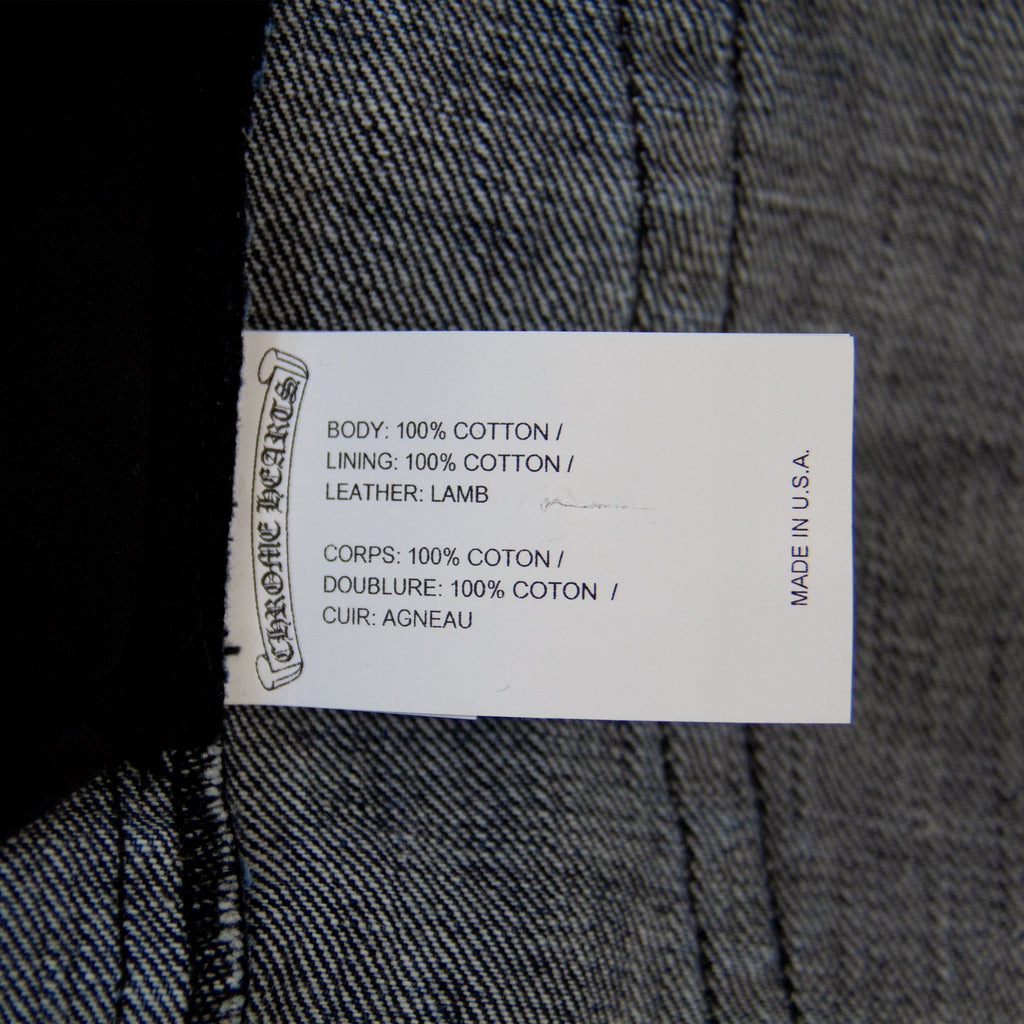 CHROME HEARTS
BODY: 100% COTTON /
LINING: 100% COTTON /
LEATHER: LAMB
CORPS: 100% COTON /
DOUBLURE: 100% COTON /
CUIR: AGNEAU
MADE IN U.S.A.